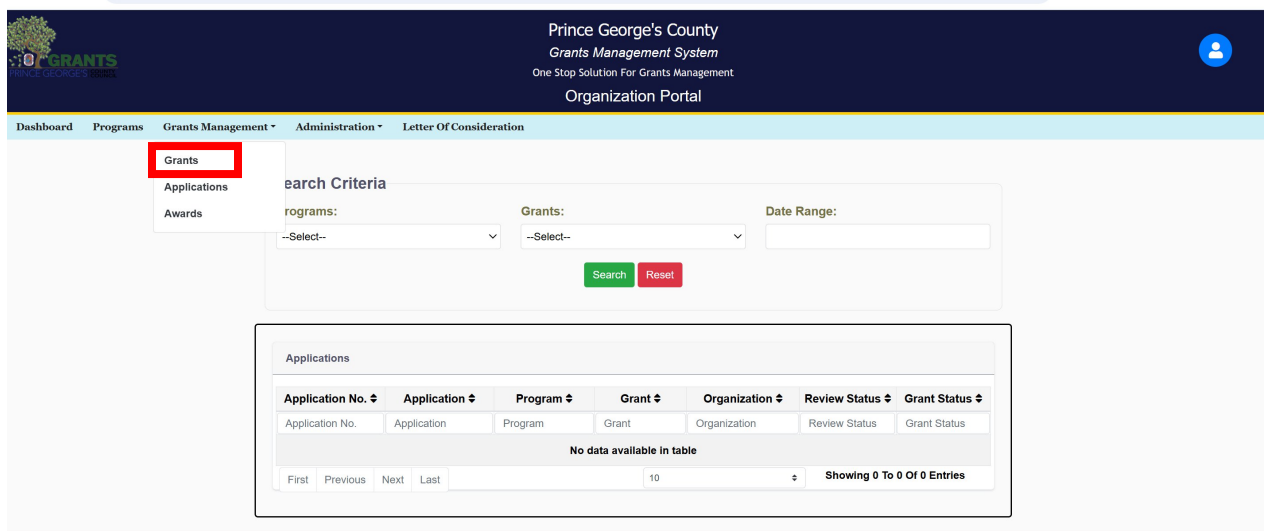 Prince George's County
Grants Management System
One Stop Solution For Grants Management
Organization Portal
GRANTS
PRINCE GEORGE'S COUNTY
Dashboard Programs Grants Management Administration Letter Of Consideration
Grants
Applications
Awards
earch Criteria
rograms: Grants: Date Range:
--Select-- --Select--
Search Reset
Applications
Application No. Application Program Grant Organization Review Status Grant Status
Application No. Application Program Grant Organization Review Status Grant Status
No data available in table
First Previous Next Last 10 Showing 0 To 0 Of 0 Entries